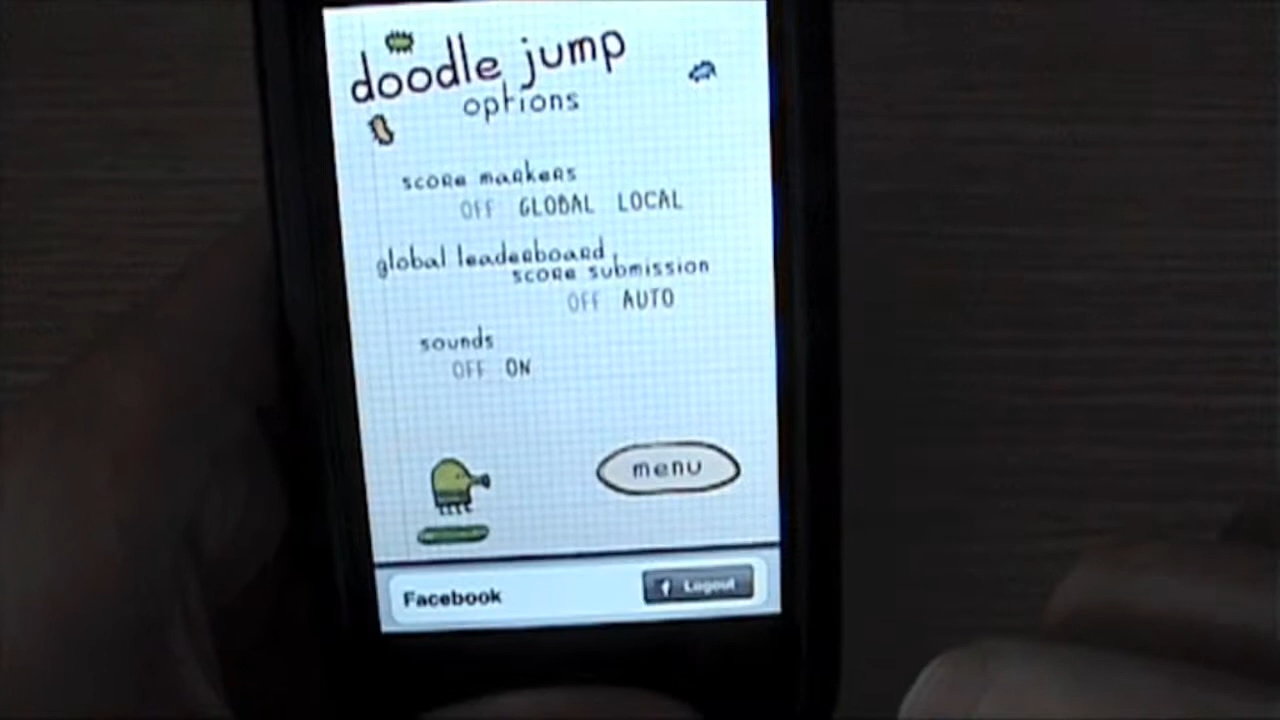 doodle jump
options
score markers
OFF GLOBAL LOCAL
global leaderboard
score submission
OFF AUTO
sounds
OFF ON
menu
Facebook
f Logout